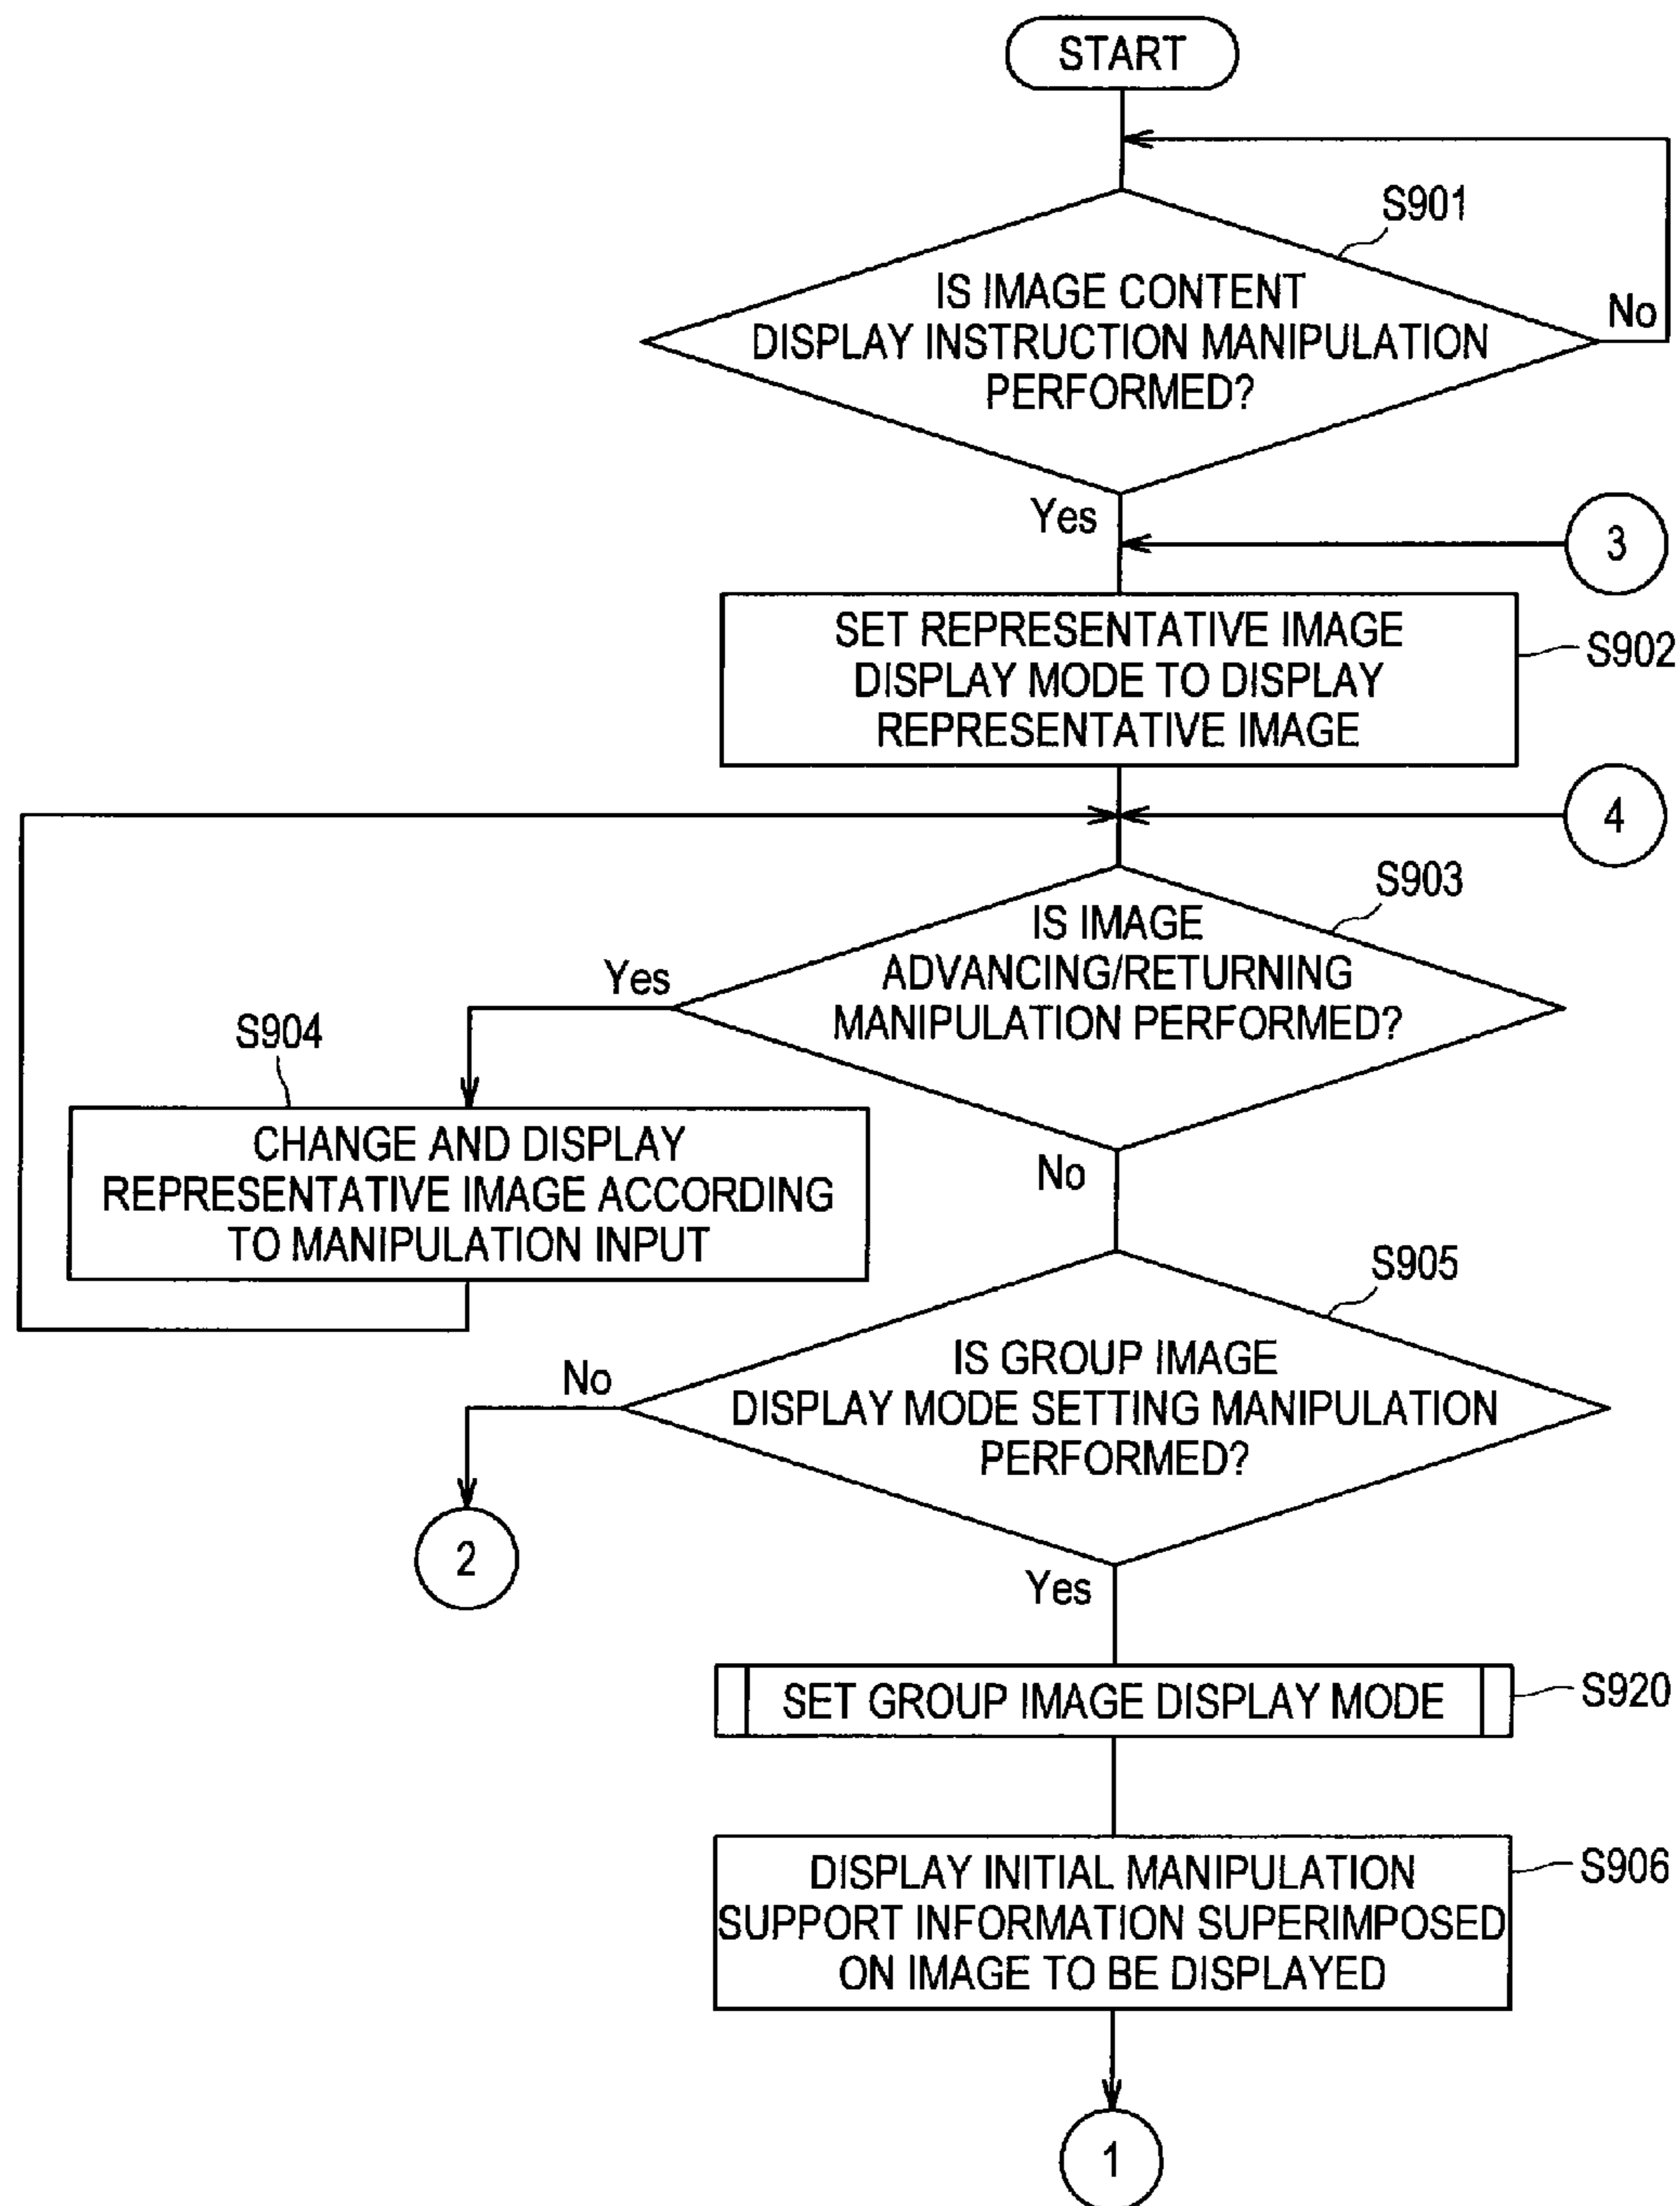 START
S901
IS IMAGE CONTENT
DISPLAY INSTRUCTION MANIPULATION
PERFORMED?
No
Yes
3
SET REPRESENTATIVE IMAGE
DISPLAY MODE TO DISPLAY
REPRESENTATIVE IMAGE
S902
4
S903
IS IMAGE
ADVANCING/RETURNING
MANIPULATION PERFORMED?
Yes
S904
CHANGE AND DISPLAY
REPRESENTATIVE IMAGE ACCORDING
TO MANIPULATION INPUT
No
S905
IS GROUP IMAGE
DISPLAY MODE SETTING MANIPULATION
PERFORMED?
No
2
Yes
SET GROUP IMAGE DISPLAY MODE
S920
DISPLAY INITIAL MANIPULATION
SUPPORT INFORMATION SUPERIMPOSED
ON IMAGE TO BE DISPLAYED
S906
1